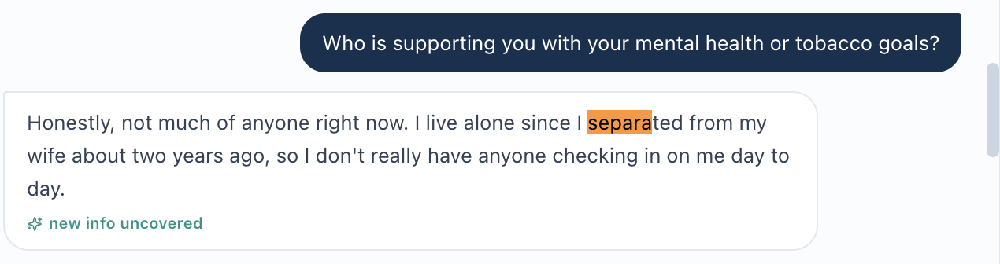 Who is supporting you with your mental health or tobacco goals?
Honestly, not much of anyone right now. I live alone since I separated from my
wife about two years ago, so I don't really have anyone checking in on me day to
day.
new info uncovered